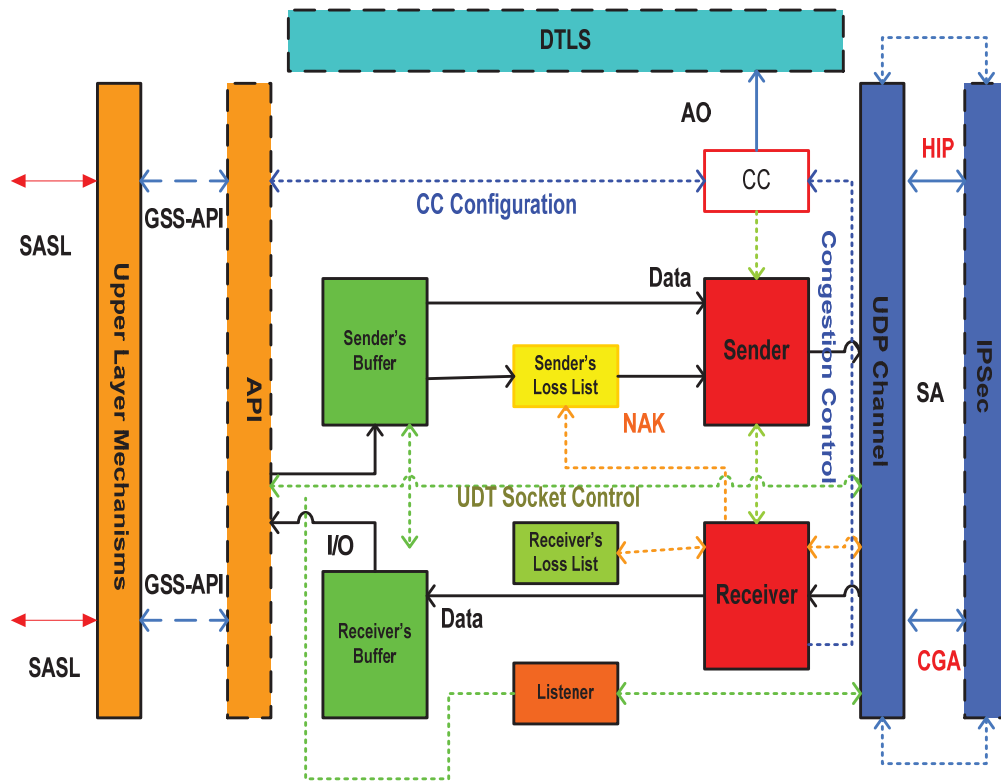 DTLS
AO
CC
HIP
SASL
GSS-API
CC Configuration
Upper Layer Mechanisms
API
Data
Sender's
Buffer
Sender's
Loss List
Sender
Congestion Control
UDP Channel
SA
IPSec
NAK
UDT Socket Control
I/O
Receiver's
Loss List
GSS-API
Data
Receiver
Receiver's
Buffer
SASL
CGA
Listener